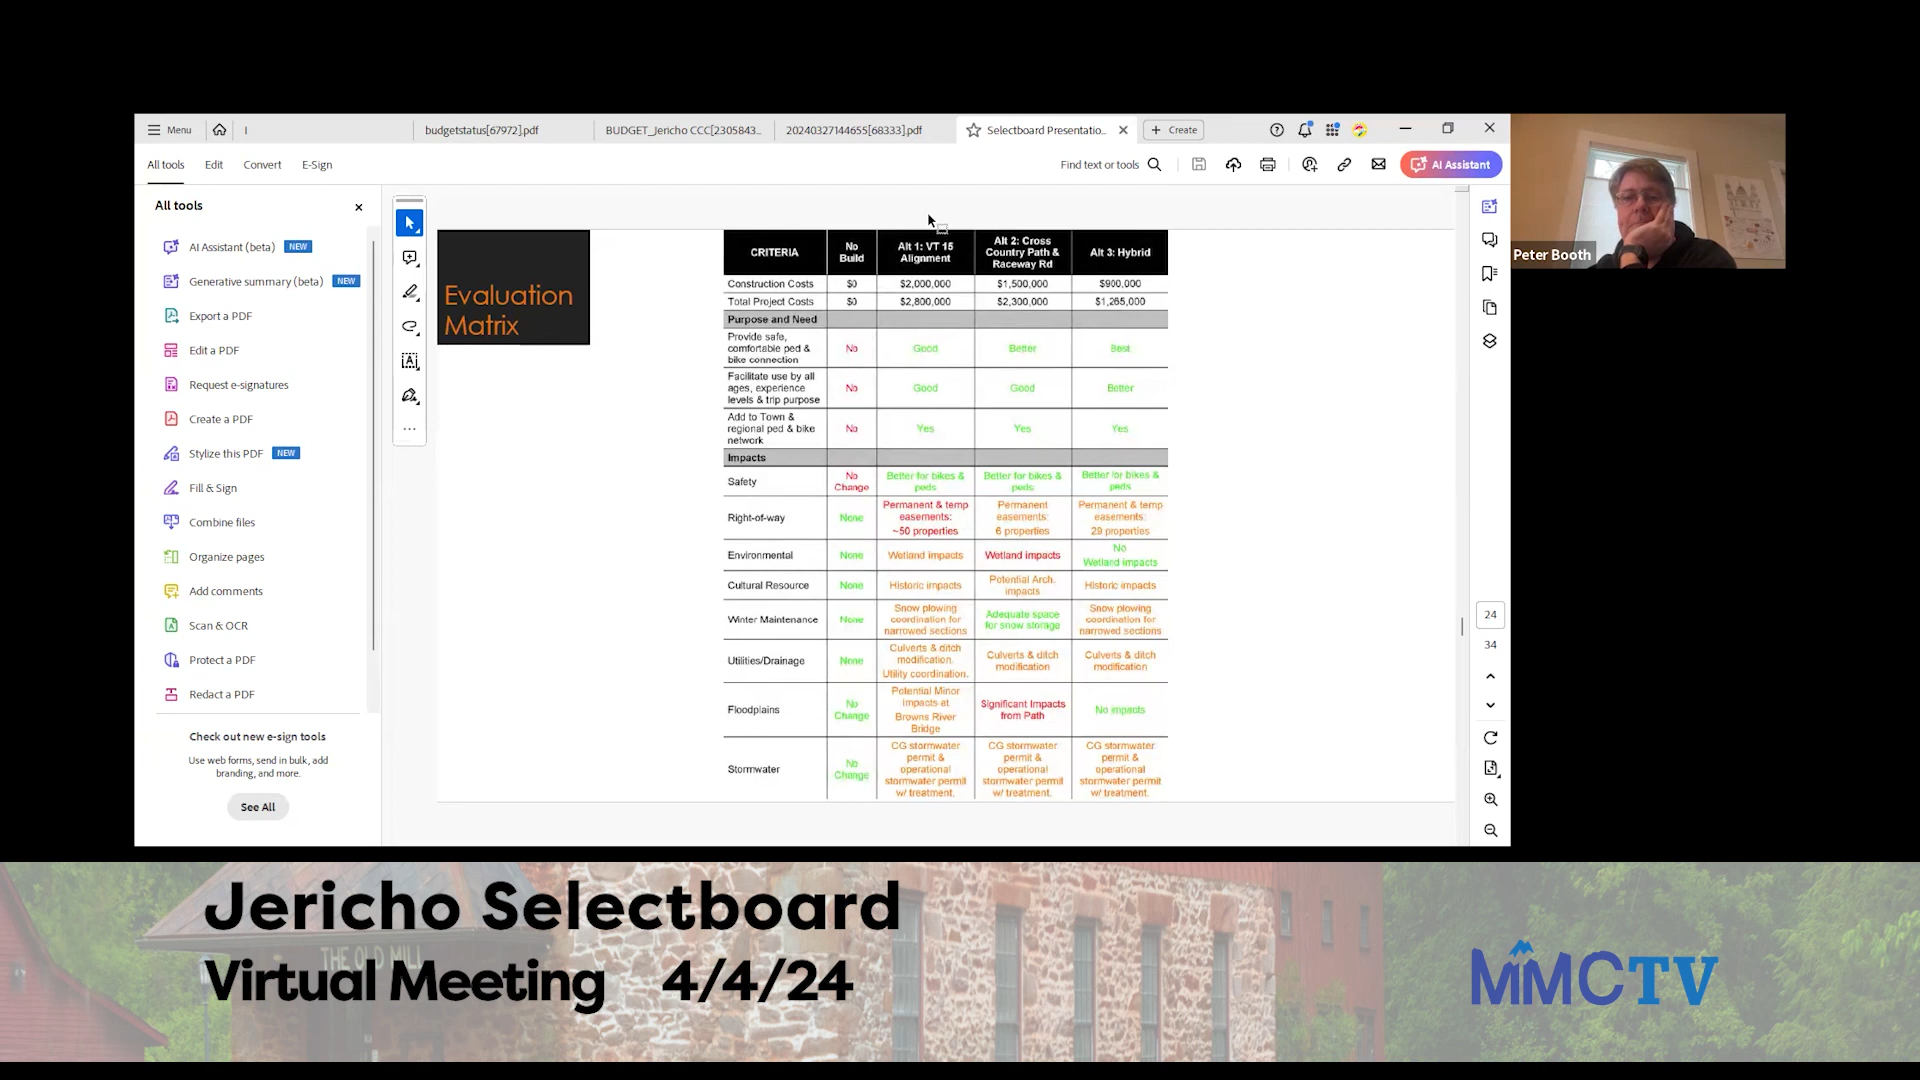 Menu
budgetstatus[67972].pdf
BUDGET_Jericho CCC[2305843...
20240327144655[68333].pdf
Selectboard Presentatio...
Create
All tools
Edit
Convert
E-Sign
Find text or tools
AI Assistant
All tools
AI Assistant (beta) NEW
Generative summary (beta) NEW
Export a PDF
Edit a PDF
Request e-signatures
Create a PDF
Stylize this PDF NEW
Fill & Sign
Combine files
Organize pages
Add comments
Scan & OCR
Protect a PDF
Redact a PDF
Check out new e-sign tools
Use web forms, send in bulk, add
branding, and more.
See All
Evaluation
Matrix
CRITERIA
No
Build
Alt 1: VT 15
Alignment
Alt 2: Cross
Country Path &
Raceway Rd
Alt 3: Hybrid
Construction Costs $0 $2,000,000 $1,500,000 $900,000
Total Project Costs $0 $2,800,000 $2,300,000 $1,265,000
Purpose and Need
Provide safe,
comfortable ped &
bike connection
No Good Better Best
Facilitate use by all
ages, experience
levels & trip purpose
No Good Good Better
Add to Town &
regional ped & bike
network
No Yes Yes Yes
Impacts
Safety
No
Change
Better for bikes &
peds
Better for bikes &
peds
Better for bikes &
peds
Right-of-way
None
Permanent & temp
easements:
~50 properties
Permanent
easements:
6 properties
Permanent & temp
easements:
29 properties
Environmental
None
Wetland impacts
Wetland impacts
No
Wetland impacts
Cultural Resource
None
Historic impacts
Potential Arch.
impacts
Historic impacts
Winter Maintenance
None
Snow plowing
coordination for
narrowed sections
Adequate space
for snow storage
Snow plowing
coordination for
narrowed sections
Utilities/Drainage
None
Culverts & ditch
modification.
Utility coordination.
Culverts & ditch
modification
Culverts & ditch
modification
Floodplains
No
Change
Potential Minor
Impacts at
Browns River
Bridge
Significant Impacts
from Path
No impacts
Stormwater
No
Change
CG stormwater
permit &
operational
stormwater permit
w/ treatment.
CG stormwater
permit &
operational
stormwater permit
w/ treatment.
CG stormwater
permit &
operational
stormwater permit
w/ treatment.
24
34
Peter Booth
THE OLD MILL
Jericho Selectboard
Virtual Meeting 4/4/24
MMCTV